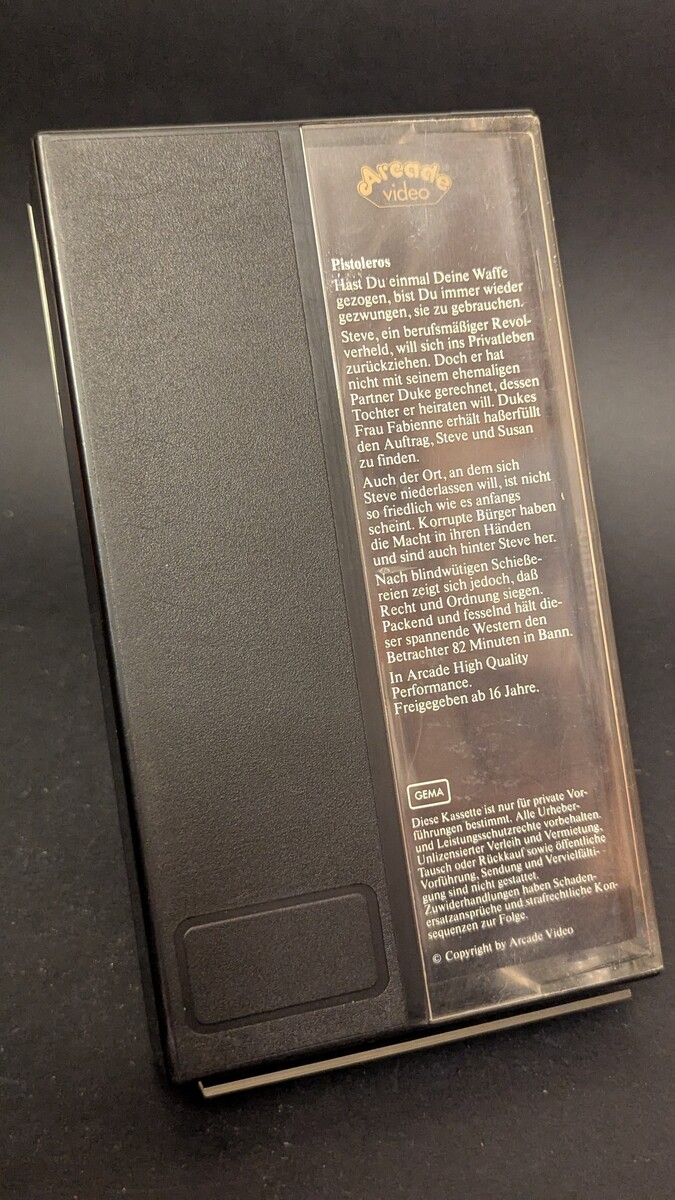 Arcade
video
Pistoleros
Hast Du einmal Deine Waffe
gezogen, bist Du immer wieder
gezwungen, sie zu gebrauchen.
Steve, ein berufsmäßiger Revol-
verheld, will sich ins Privatleben
zurückziehen. Doch er hat
nicht mit seinem ehemaligen
Partner Duke gerechnet, dessen
Tochter er heiraten will. Dukes
Frau Fabienne erhält haßerfüllt
den Auftrag, Steve und Susan
zu finden.
Auch der Ort, an dem sich
Steve niederlassen will, ist nicht
so friedlich wie es anfangs
scheint. Korrupte Bürger haben
die Macht in ihren Händen
und sind auch hinter Steve her.
Nach blindwütigen Schieße-
reien zeigt sich jedoch, daß
Recht und Ordnung siegen.
Packend und fesselnd hält die-
ser spannende Western den
Betrachter 82 Minuten in Bann.
In Arcade High Quality
Performance.
Freigegeben ab 16 Jahre.
GEMA
Diese Kassette ist nur für private Vor-
führungen bestimmt. Alle Urheber-
und Leistungsschutzrechte vorbehalten.
Unlizensierter Verleih und Vermietung,
Tausch oder Rückkauf sowie öffentliche
Vorführung, Sendung und Vervielfälti-
gung sind nicht gestattet.
Zuwiderhandlungen haben Schaden-
ersatzansprüche und strafrechtliche Kon-
sequenzen zur Folge.
© Copyright by Arcade Video